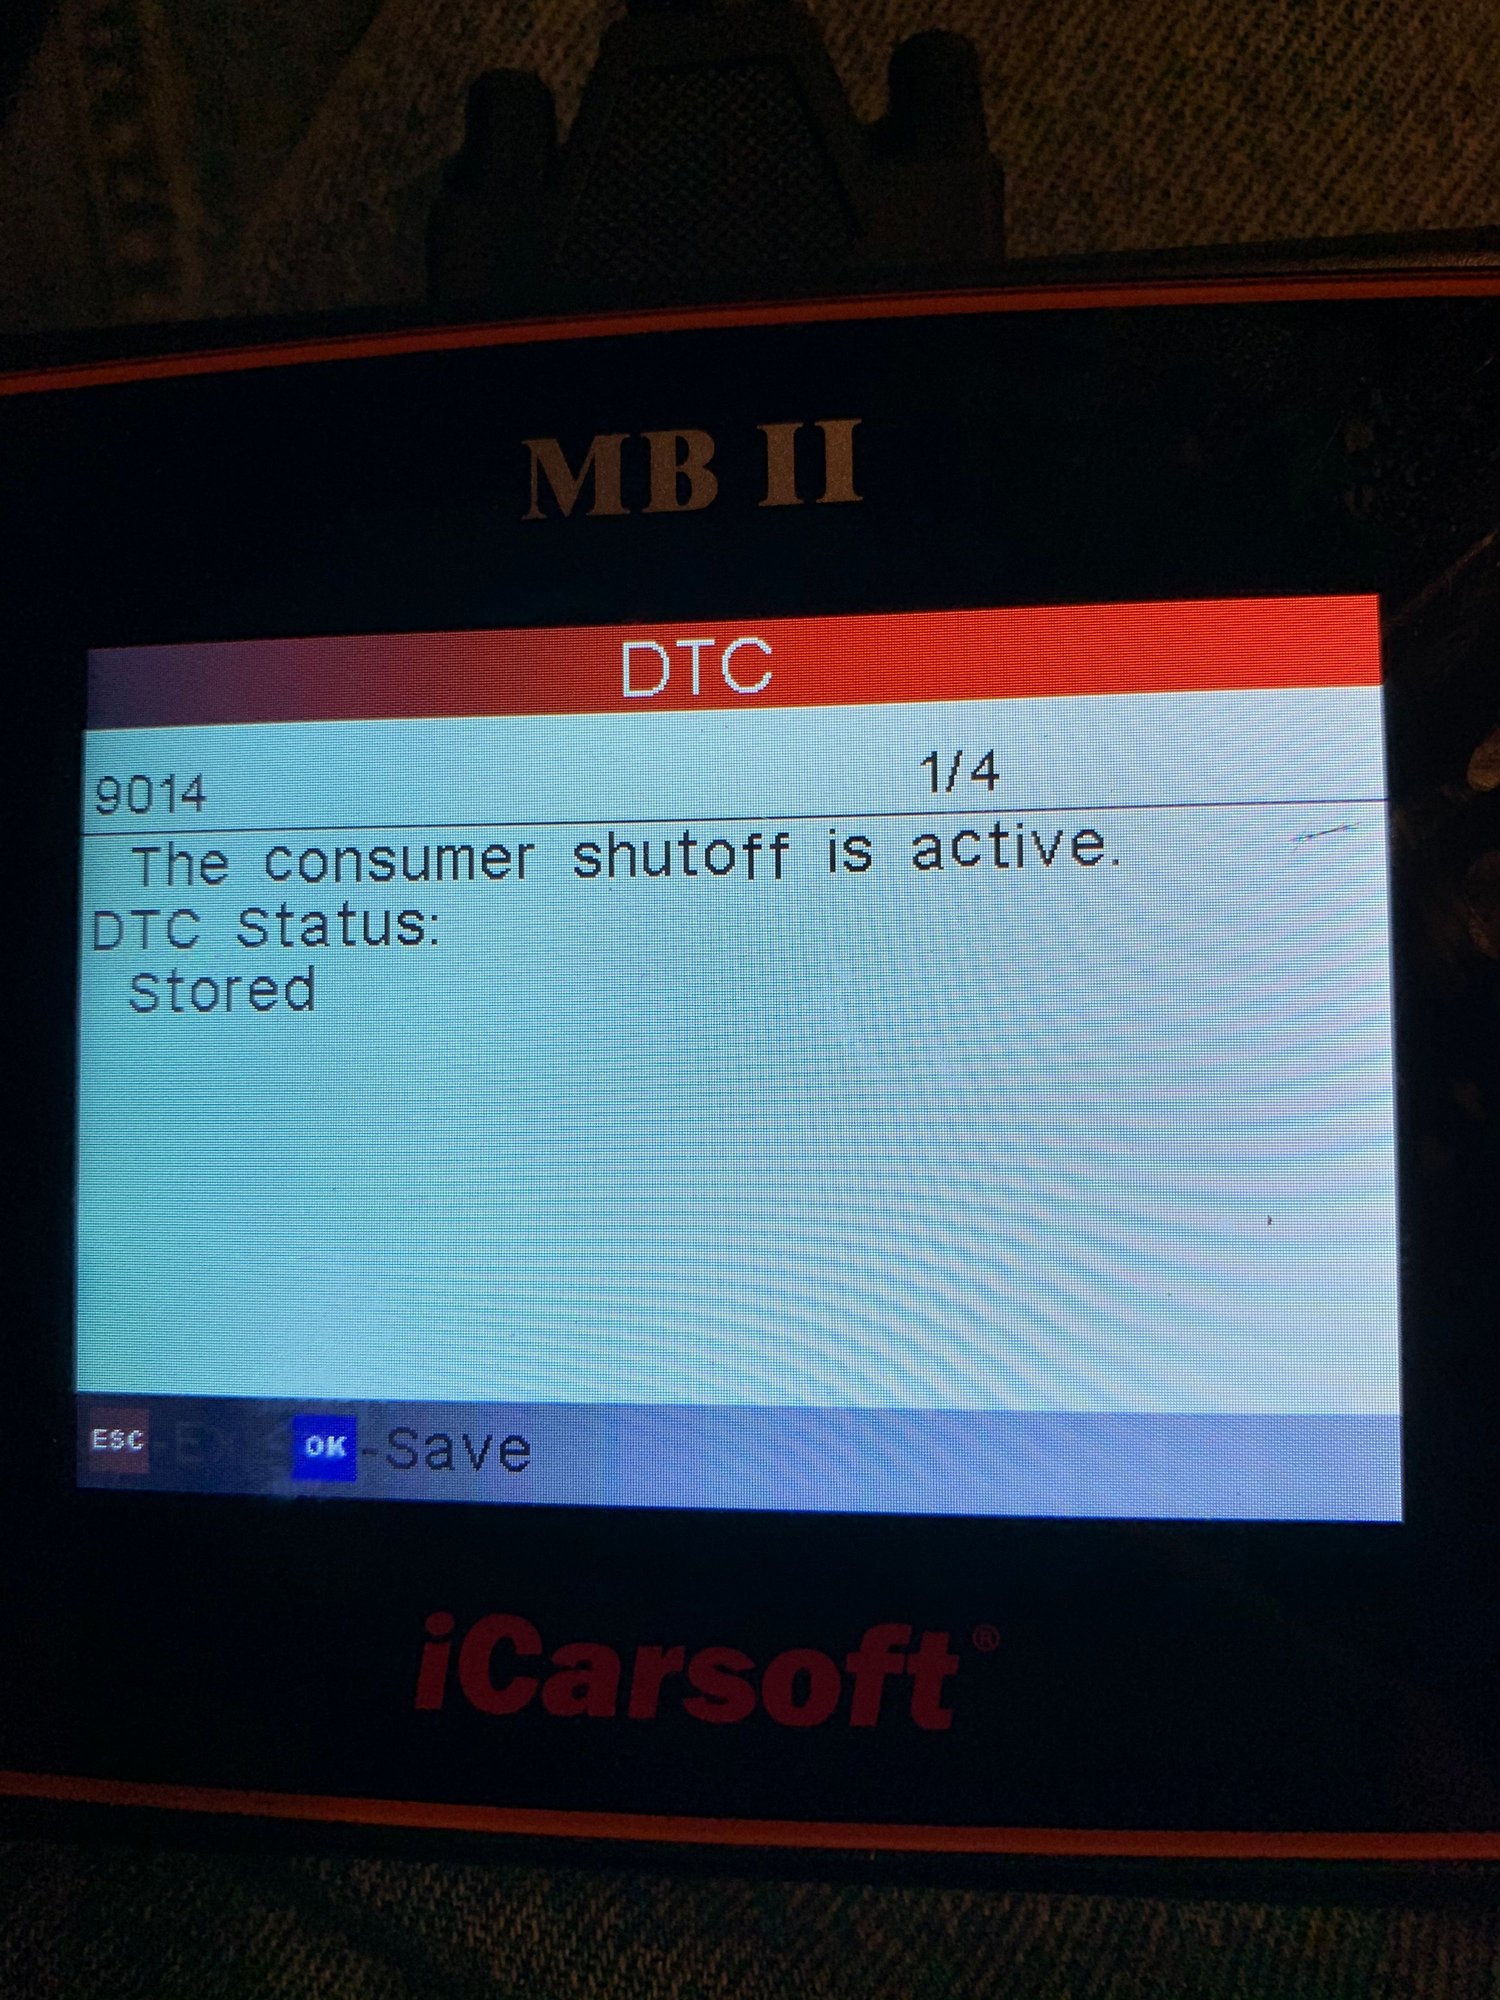 MB II
DTC
9014 1/4
The consumer shutoff is active.
DTC Status:
Stored
ESC OK -Save
iCarsoft®